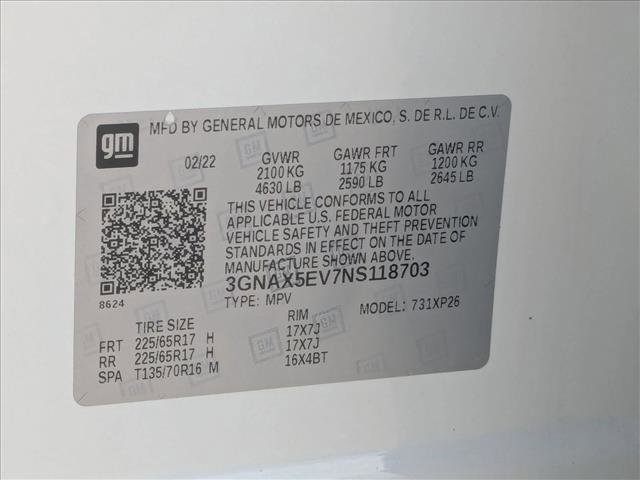 gm
MFD BY GENERAL MOTORS DE MEXICO, S. DE R.L. DE C.V.
02/22 GVWR GAWR FRT GAWR RR
2100 KG 1175 KG 1200 KG
4630 LB 2590 LB 2645 LB
THIS VEHICLE CONFORMS TO ALL
APPLICABLE U.S. FEDERAL MOTOR
VEHICLE SAFETY AND THEFT PREVENTION
STANDARDS IN EFFECT ON THE DATE OF
MANUFACTURE SHOWN ABOVE.
3GNAX5EV7NS118703
8624 TYPE: MPV MODEL: 731XP26
TIRE SIZE RIM
FRT 225/65R17 H 17X7J
RR 225/65R17 H 17X7J
SPA T135/70R16 M 16X4BT